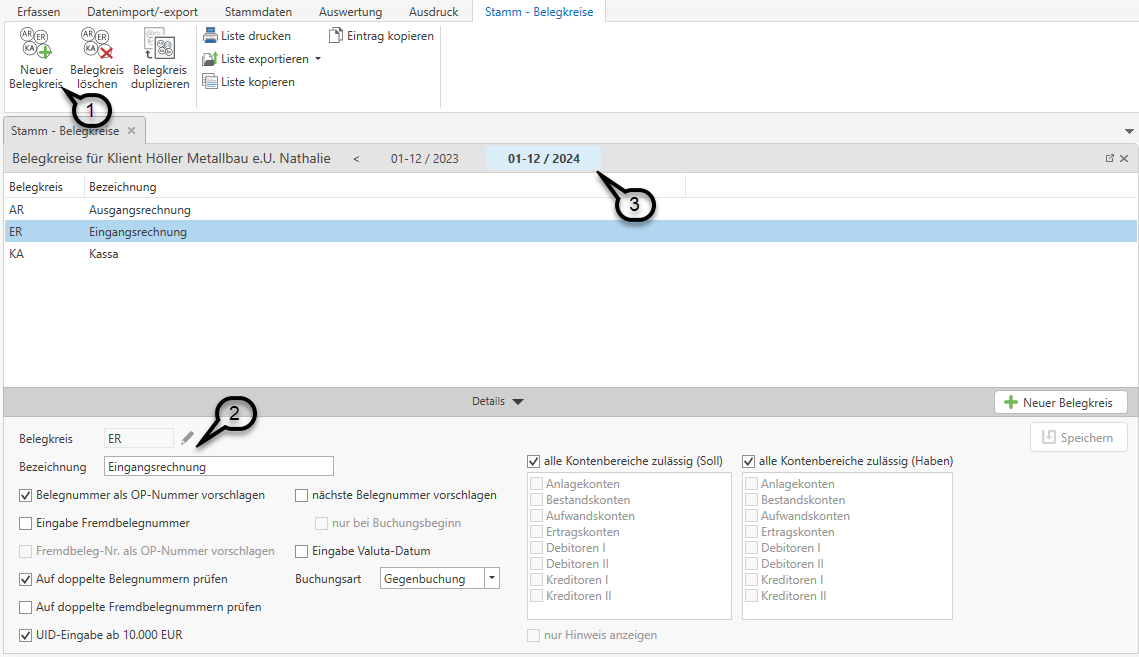 Erfassen Datenimport/-export Stammdaten Auswertung Ausdruck Stamm - Belegkreise
AR ER KA AR ER KA
Neuer Belegkreis
Belegkreis löschen
Belegkreis duplizieren
Liste drucken
Liste exportieren
Liste kopieren
Eintrag kopieren
1
Stamm - Belegkreise
Belegkreise für Klient Höller Metallbau e.U. Nathalie < 01-12 / 2023 01-12 / 2024
3
Belegkreis Bezeichnung
AR Ausgangsrechnung
ER Eingangsrechnung
KA Kassa
Details Neuer Belegkreis
2
Belegkreis ER Speichern
Bezeichnung Eingangsrechnung
Belegnummer als OP-Nummer vorschlagen nächste Belegnummer vorschlagen
Eingabe Fremdbelegnummer nur bei Buchungsbeginn
Fremdbeleg-Nr. als OP-Nummer vorschlagen Eingabe Valuta-Datum
Auf doppelte Belegnummern prüfen Buchungsart Gegenbuchung
Auf doppelte Fremdbelegnummern prüfen
UID-Eingabe ab 10.000 EUR
alle Kontenbereiche zulässig (Soll) alle Kontenbereiche zulässig (Haben)
Anlagekonten Anlagekonten
Bestandskonten Bestandskonten
Aufwandskonten Aufwandskonten
Ertragskonten Ertragskonten
Debitoren I Debitoren I
Debitoren II Debitoren II
Kreditoren I Kreditoren I
Kreditoren II Kreditoren II
nur Hinweis anzeigen